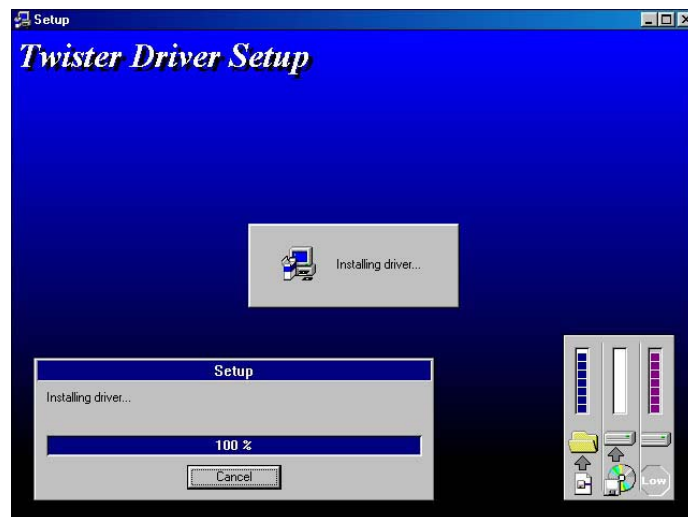 Setup
Twister Driver Setup
Installing driver...
Setup
Installing driver...
100 %
Cancel
Low